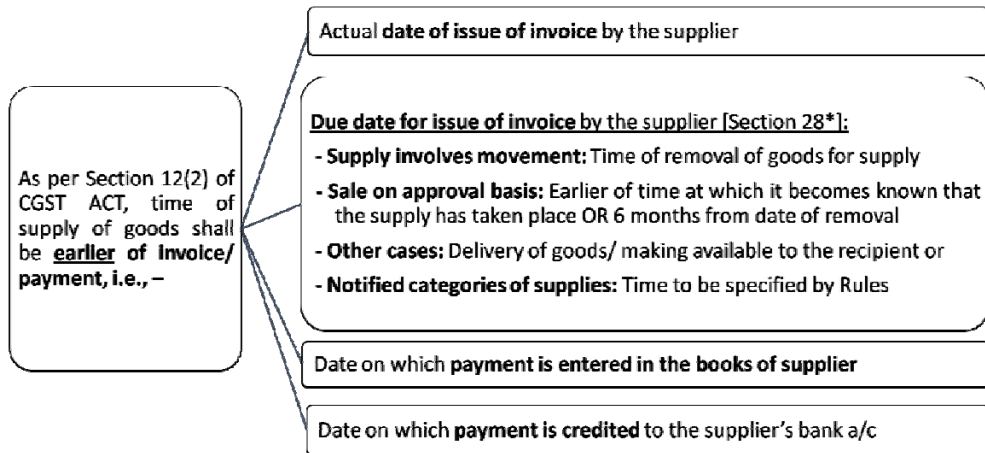 As per Section 12(2) of
CGST ACT, time of
supply of goods shall
be earlier of invoice/
payment, i.e., –
Actual date of issue of invoice by the supplier
Due date for issue of invoice by the supplier [Section 28*]:
- Supply involves movement: Time of removal of goods for supply
- Sale on approval basis: Earlier of time at which it becomes known that
the supply has taken place OR 6 months from date of removal
- Other cases: Delivery of goods/ making available to the recipient or
- Notified categories of supplies: Time to be specified by Rules
Date on which payment is entered in the books of supplier
Date on which payment is credited to the supplier's bank a/c